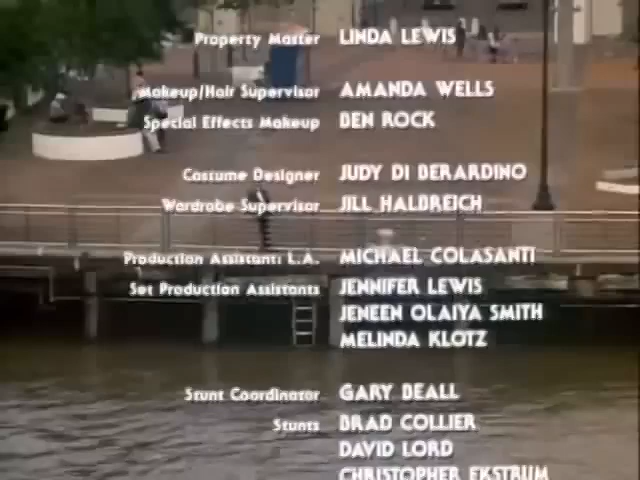 Property Master LINDA LEWIS
Makeup/Hair Supervisor AMANDA WELLS
Special Effects Makeup BEN ROCK
Costume Designer JUDY DI BERARDINO
Wardrobe Supervisor JILL HALBREICH
Production Assistant: L.A. MICHAEL COLASANTI
Set Production Assistants JENNIFER LEWIS
JENEEN OLAIYA SMITH
MELINDA KLOTZ
Stunt Coordinator GARY BEALL
Stunts BRAD COLLIER
DAVID LORD
CHRISTOPHER EKSTRUM